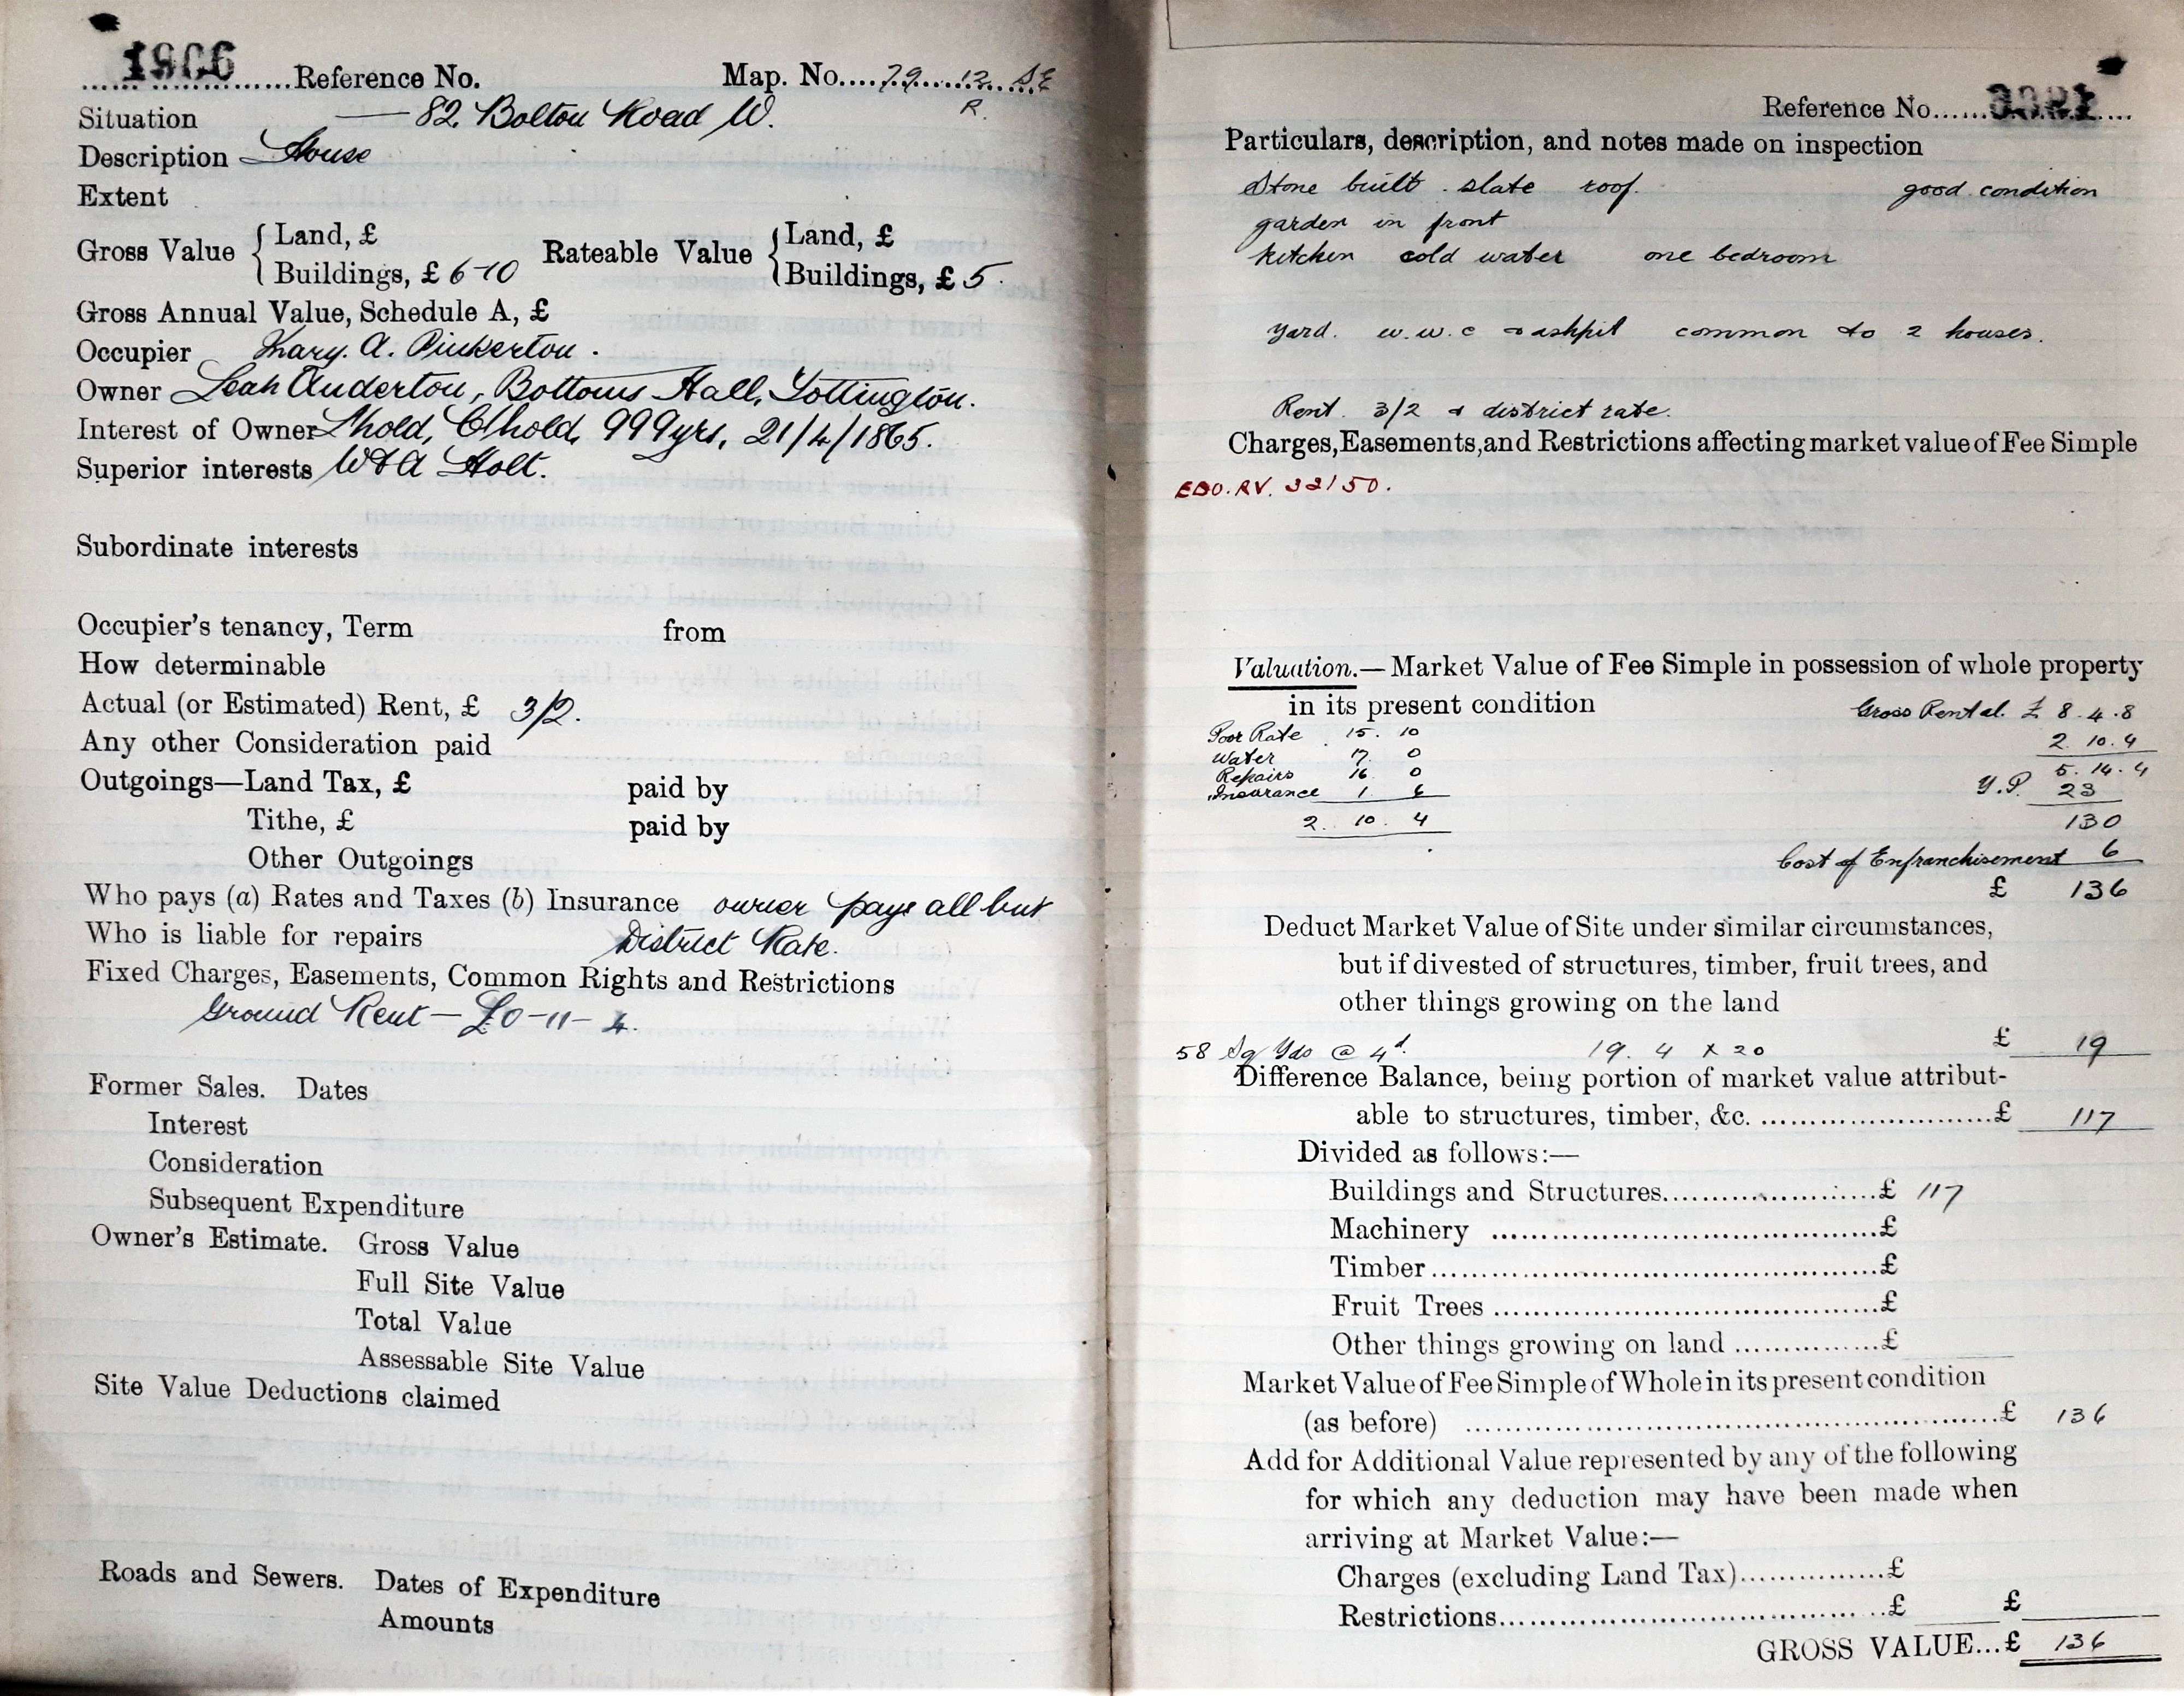 1906 Reference No. Map. No. 79 12 SE
R.
Situation — 82. Bolton Road W.
Description House
Extent
Gross Value { Land, £ Rateable Value { Land, £
Buildings, £ 6-10 Buildings, £ 5.
Gross Annual Value, Schedule A, £
Occupier Mary. A. Pinkerton.
Owner Leah Anderton, Bottoms Hall, Tottington.
Interest of Owner Lhold, C/hold, 999yrs, 21/4/1865.
Superior interests W & A Holt.
Subordinate interests
Occupier's tenancy, Term from
How determinable
Actual (or Estimated) Rent, £ 3/2.
Any other Consideration paid
Outgoings—Land Tax, £ paid by
Tithe, £ paid by
Other Outgoings
Who pays (a) Rates and Taxes (b) Insurance owner pays all but
Who is liable for repairs District Rate.
Fixed Charges, Easements, Common Rights and Restrictions
Ground Rent — £0-11-4.
Former Sales. Dates
Interest
Consideration
Subsequent Expenditure
Owner's Estimate. Gross Value
Full Site Value
Total Value
Assessable Site Value
Site Value Deductions claimed
Roads and Sewers. Dates of Expenditure
Amounts
Reference No.
Particulars, description, and notes made on inspection
Stone built. slate roof. good condition
garden in front
kitchen cold water one bedroom
yard. w.w.c & ashpit common to 2 houses.
Rent. 3/2 & district rate.
Charges, Easements, and Restrictions affecting market value of Fee Simple
EDO. RV. 32150.
Valuation.— Market Value of Fee Simple in possession of whole property
in its present condition Gross Rental. £ 8.4.8
Poor Rate 15. 10 2.10.4
Water 17. 0 5.14.4
Repairs 16 0 Y.P. 23
Insurance 1. 6
2. 10. 4 130
Cost of Enfranchisement 6
£ 136
Deduct Market Value of Site under similar circumstances,
but if divested of structures, timber, fruit trees, and
other things growing on the land
58 Sq Yds @ 4d. 19. 4 x 20 £ 19
Difference Balance, being portion of market value attribut-
able to structures, timber, &c. £ 117
Divided as follows:—
Buildings and Structures £ 117
Machinery £
Timber £
Fruit Trees £
Other things growing on land £
Market Value of Fee Simple of Whole in its present condition
(as before) £ 136
Add for Additional Value represented by any of the following
for which any deduction may have been made when
arriving at Market Value:—
Charges (excluding Land Tax) £
Restrictions £ £
GROSS VALUE...£ 136